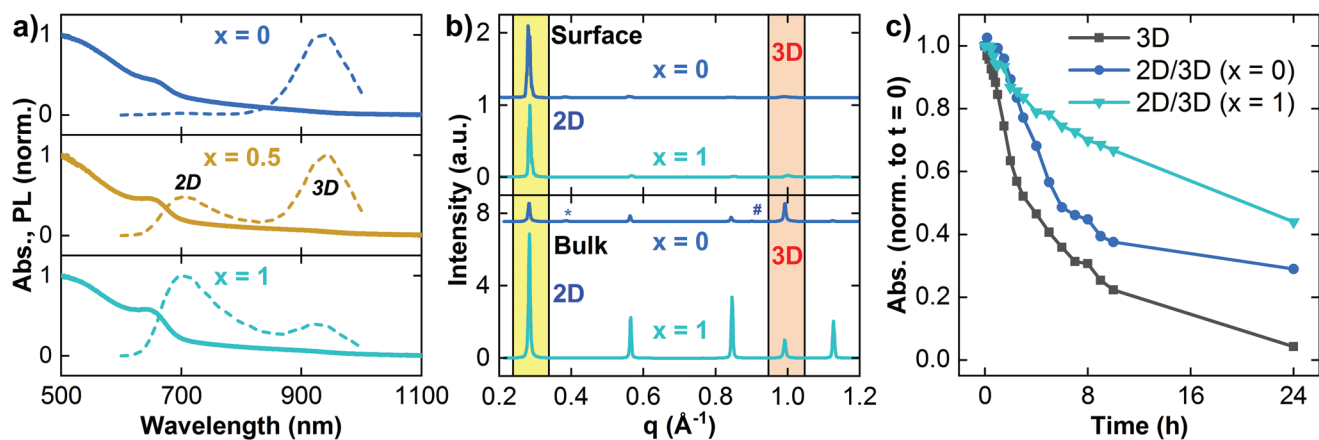 a)
Abs., PL (norm.)
1
x = 0
0
1
x = 0.5
2D
3D
0
1
x = 1
0
500
700
900
1100
Wavelength (nm)
b)
Intensity (a.u.)
2
Surface
3D
x = 0
1
2D
x = 1
0
8
*
#
x = 0
Bulk
3D
4
2D
x = 1
0
0.4
0.6
0.8
1.0
1.2
q (Å⁻¹)
c)
Abs. (norm. to t = 0)
1.0
0.8
0.6
0.4
0.2
0.0
3D
2D/3D (x = 0)
2D/3D (x = 1)
0
8
16
24
Time (h)